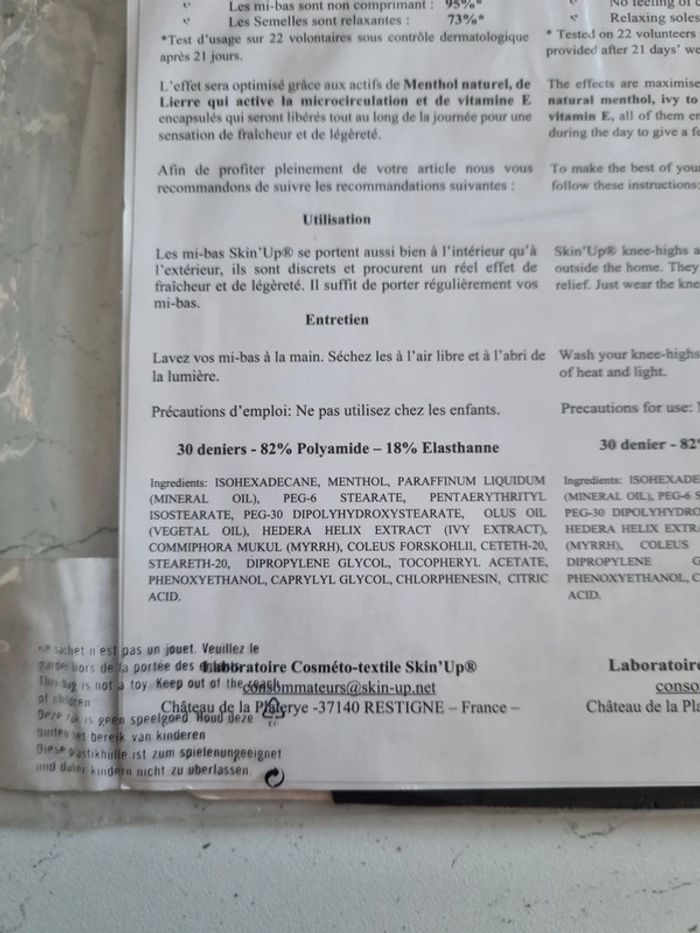 Les mi-bas sont non comprimant : 95%*
Les Semelles sont relaxantes : 73%*
*Test d'usage sur 22 volontaires sous contrôle dermatologique
après 21 jours.
L'effet sera optimisé grâce aux actifs de Menthol naturel, de
Lierre qui active la microcirculation et de vitamine E
encapsulés qui seront libérés tout au long de la journée pour une
sensation de fraîcheur et de légèreté.
Afin de profiter pleinement de votre article nous vous
recommandons de suivre les recommandations suivantes :
Utilisation
Les mi-bas Skin'Up® se portent aussi bien à l'intérieur qu'à
l'extérieur, ils sont discrets et procurent un réel effet de
fraîcheur et de légèreté. Il suffit de porter régulièrement vos
mi-bas.
Entretien
Lavez vos mi-bas à la main. Séchez les à l'air libre et à l'abri de
la lumière.
Précautions d'emploi: Ne pas utilisez chez les enfants.
30 deniers - 82% Polyamide – 18% Elasthanne
Ingredients: ISOHEXADECANE, MENTHOL, PARAFFINUM LIQUIDUM
(MINERAL OIL), PEG-6 STEARATE, PENTAERYTHRITYL
ISOSTEARATE, PEG-30 DIPOLYHYDROXYSTEARATE, OLUS OIL
(VEGETAL OIL), HEDERA HELIX EXTRACT (IVY EXTRACT),
COMMIPHORA MUKUL (MYRRH), COLEUS FORSKOHLII, CETETH-20,
STEARETH-20, DIPROPYLENE GLYCOL, TOCOPHERYL ACETATE,
PHENOXYETHANOL, CAPRYLYL GLYCOL, CHLORPHENESIN, CITRIC
ACID.
Laboratoire Cosméto-textile Skin'Up®
consommateurs@skin-up.net
Château de la Platerye -37140 RESTIGNE – France –
No feeling of
Relaxing soles
* Tested on 22 volunteers
provided after 21 days' we
The effects are maximise
natural menthol, ivy to
vitamin E, all of them en
during the day to give a fe
To make the best of your
follow these instructions:
Skin'Up® knee-highs a
outside the home. They
relief. Just wear the kne
Wash your knee-highs
of heat and light.
Precautions for use:
30 denier - 82
Ingredients: ISOHEXADE
(MINERAL OIL), PEG-6 S
PEG-30 DIPOLYHYDRO
HEDERA HELIX EXTRA
(MYRRH), COLEUS
DIPROPYLENE G
PHENOXYETHANOL, C
ACID.
Laboratoire
conso
Château de la Pla
Ce sachet n'est pas un jouet. Veuillez le
garder hors de la portée des enfants
This bag is not a toy. Keep out of the reach
of children
Deze zak is geen speelgoed. Houd deze
buiten het bereik van kinderen
Diese plastikhulle ist zum spielenungeeignet
und daher kindern nicht zu uberlassen.